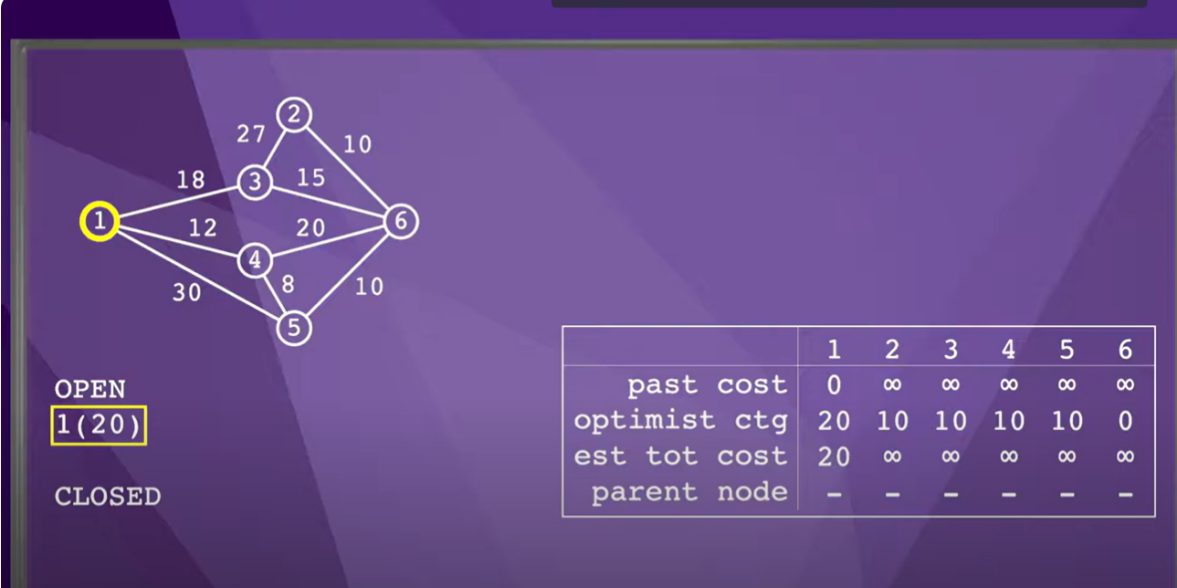 2
27
10
18
3
15
1
12
20
6
4
8
30
10
5
OPEN
1(20)
CLOSED
1 2 3 4 5 6
past cost 0 ∞ ∞ ∞ ∞ ∞
optimist ctg 20 10 10 10 10 0
est tot cost 20 ∞ ∞ ∞ ∞ ∞
parent node - - - - - -